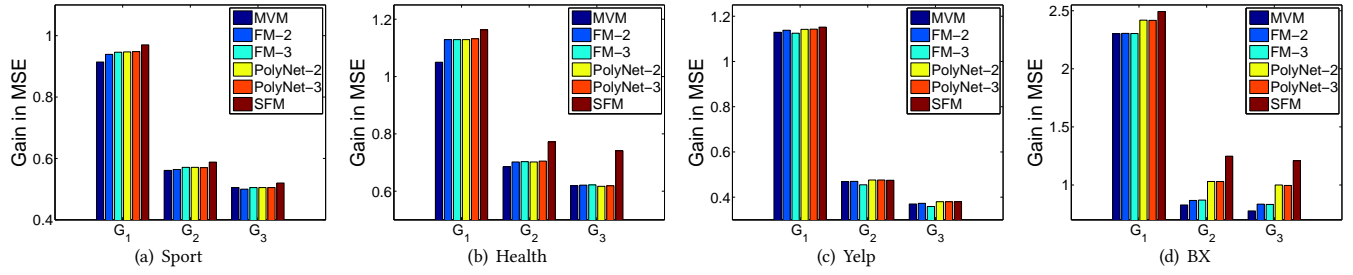 Gain in MSE
1
0.8
0.6
0.4
MVM
FM-2
FM-3
PolyNet-2
PolyNet-3
SFM
G1 G2 G3
(a) Sport
Gain in MSE
1.2
1
0.8
0.6
MVM
FM-2
FM-3
PolyNet-2
PolyNet-3
SFM
G1 G2 G3
(b) Health
Gain in MSE
1.2
1
0.8
0.6
0.4
MVM
FM-2
FM-3
PolyNet-2
PolyNet-3
SFM
G1 G2 G3
(c) Yelp
Gain in MSE
2.5
2
1.5
1
MVM
FM-2
FM-3
PolyNet-2
PolyNet-3
SFM
G1 G2 G3
(d) BX